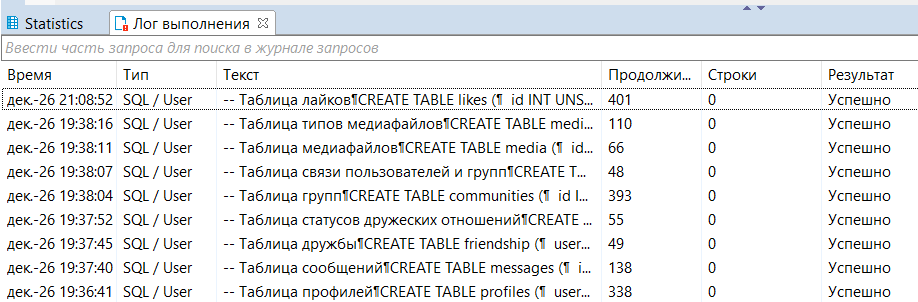 Statistics Лог выполнения
Ввести часть запроса для поиска в журнале запросов
Время Тип Текст Продолжи... Строки Результат
дек.-26 21:08:52 SQL / User -- Таблица лайков¶CREATE TABLE likes (¶ id INT UNS... 401 0 Успешно
дек.-26 19:38:16 SQL / User -- Таблица типов медиафайлов¶CREATE TABLE medi... 110 0 Успешно
дек.-26 19:38:11 SQL / User -- Таблица медиафайлов¶CREATE TABLE media (¶ id... 66 0 Успешно
дек.-26 19:38:07 SQL / User -- Таблица связи пользователей и групп¶CREATE T... 48 0 Успешно
дек.-26 19:38:04 SQL / User -- Таблица групп¶CREATE TABLE communities (¶ id I... 393 0 Успешно
дек.-26 19:37:52 SQL / User -- Таблица статусов дружеских отношений¶CREATE ... 55 0 Успешно
дек.-26 19:37:45 SQL / User -- Таблица дружбы¶CREATE TABLE friendship (¶ user... 49 0 Успешно
дек.-26 19:37:40 SQL / User -- Таблица сообщений¶CREATE TABLE messages (¶ i... 138 0 Успешно
дек.-26 19:36:41 SQL / User -- Таблица профилей¶CREATE TABLE profiles (¶ user... 338 0 Успешно